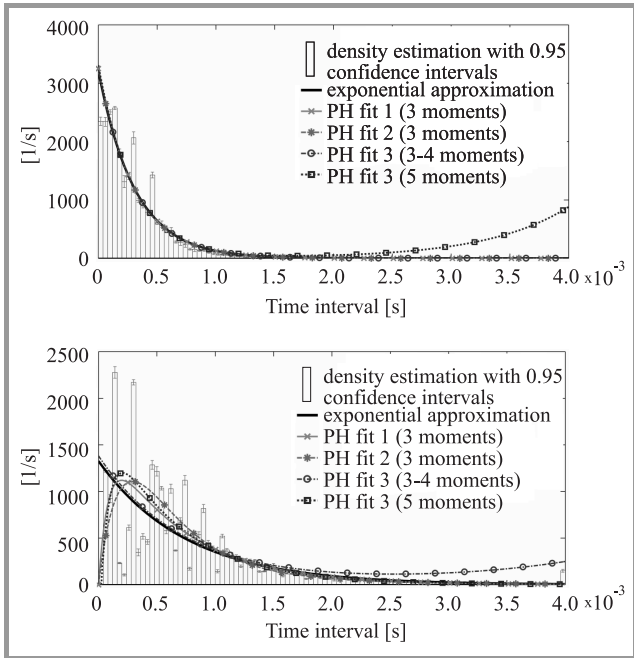 4000
3000
2000
1000
0
[1/s]
density estimation with 0.95
confidence intervals
exponential approximation
PH fit 1 (3 moments)
PH fit 2 (3 moments)
PH fit 3 (3-4 moments)
PH fit 3 (5 moments)
0 0.5 1.0 1.5 2.0 2.5 3.0 3.5 4.0 ×10⁻³
Time interval [s]
2500
2000
1500
1000
500
0
[1/s]
density estimation with 0.95
confidence intervals
exponential approximation
PH fit 1 (3 moments)
PH fit 2 (3 moments)
PH fit 3 (3-4 moments)
PH fit 3 (5 moments)
0 0.5 1.0 1.5 2.0 2.5 3.0 3.5 4.0 ×10⁻³
Time interval [s]